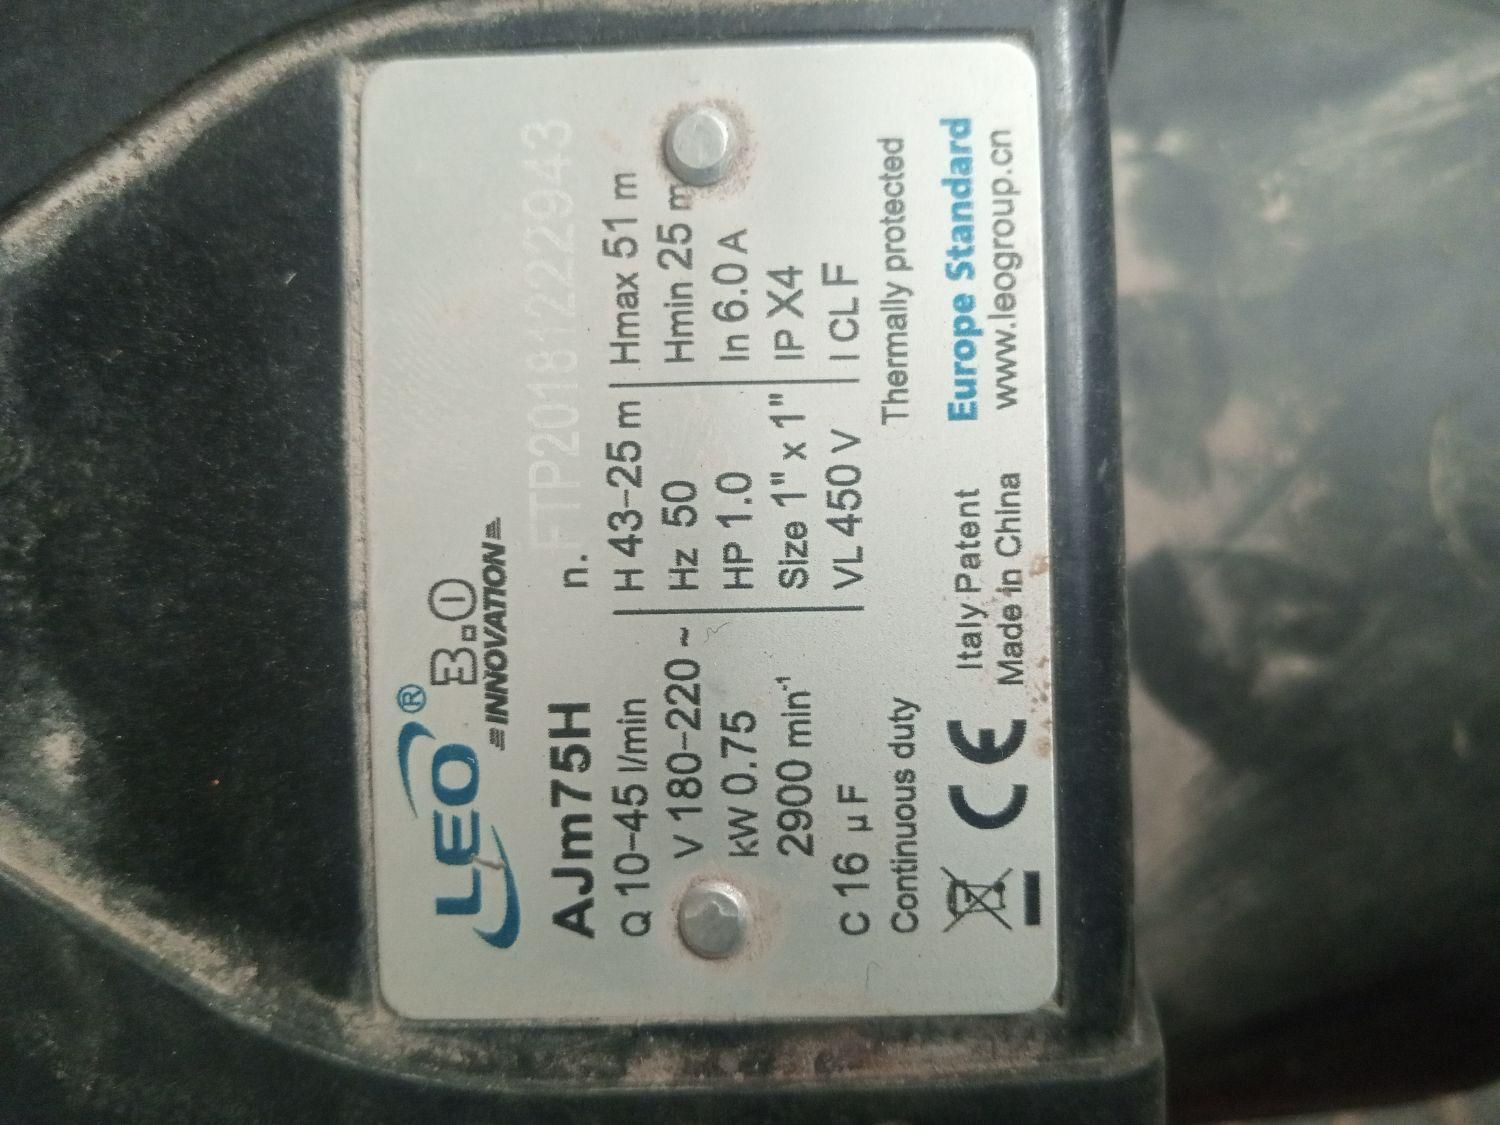 LEO® 3.0
INNOVATION
AJm75H n. FTP2018122943
Q 10-45 l/min H 43-25 m Hmax 51 m
V 180-220 ~ Hz 50 Hmin 25 m
kW 0.75 HP 1.0 In 6.0 A
2900 min⁻¹ Size 1" x 1" IP X4
C 16 µF VL 450 V I CL F
Continuous duty Thermally protected
CE Italy Patent Europe Standard
Made in China www.leogroup.cn